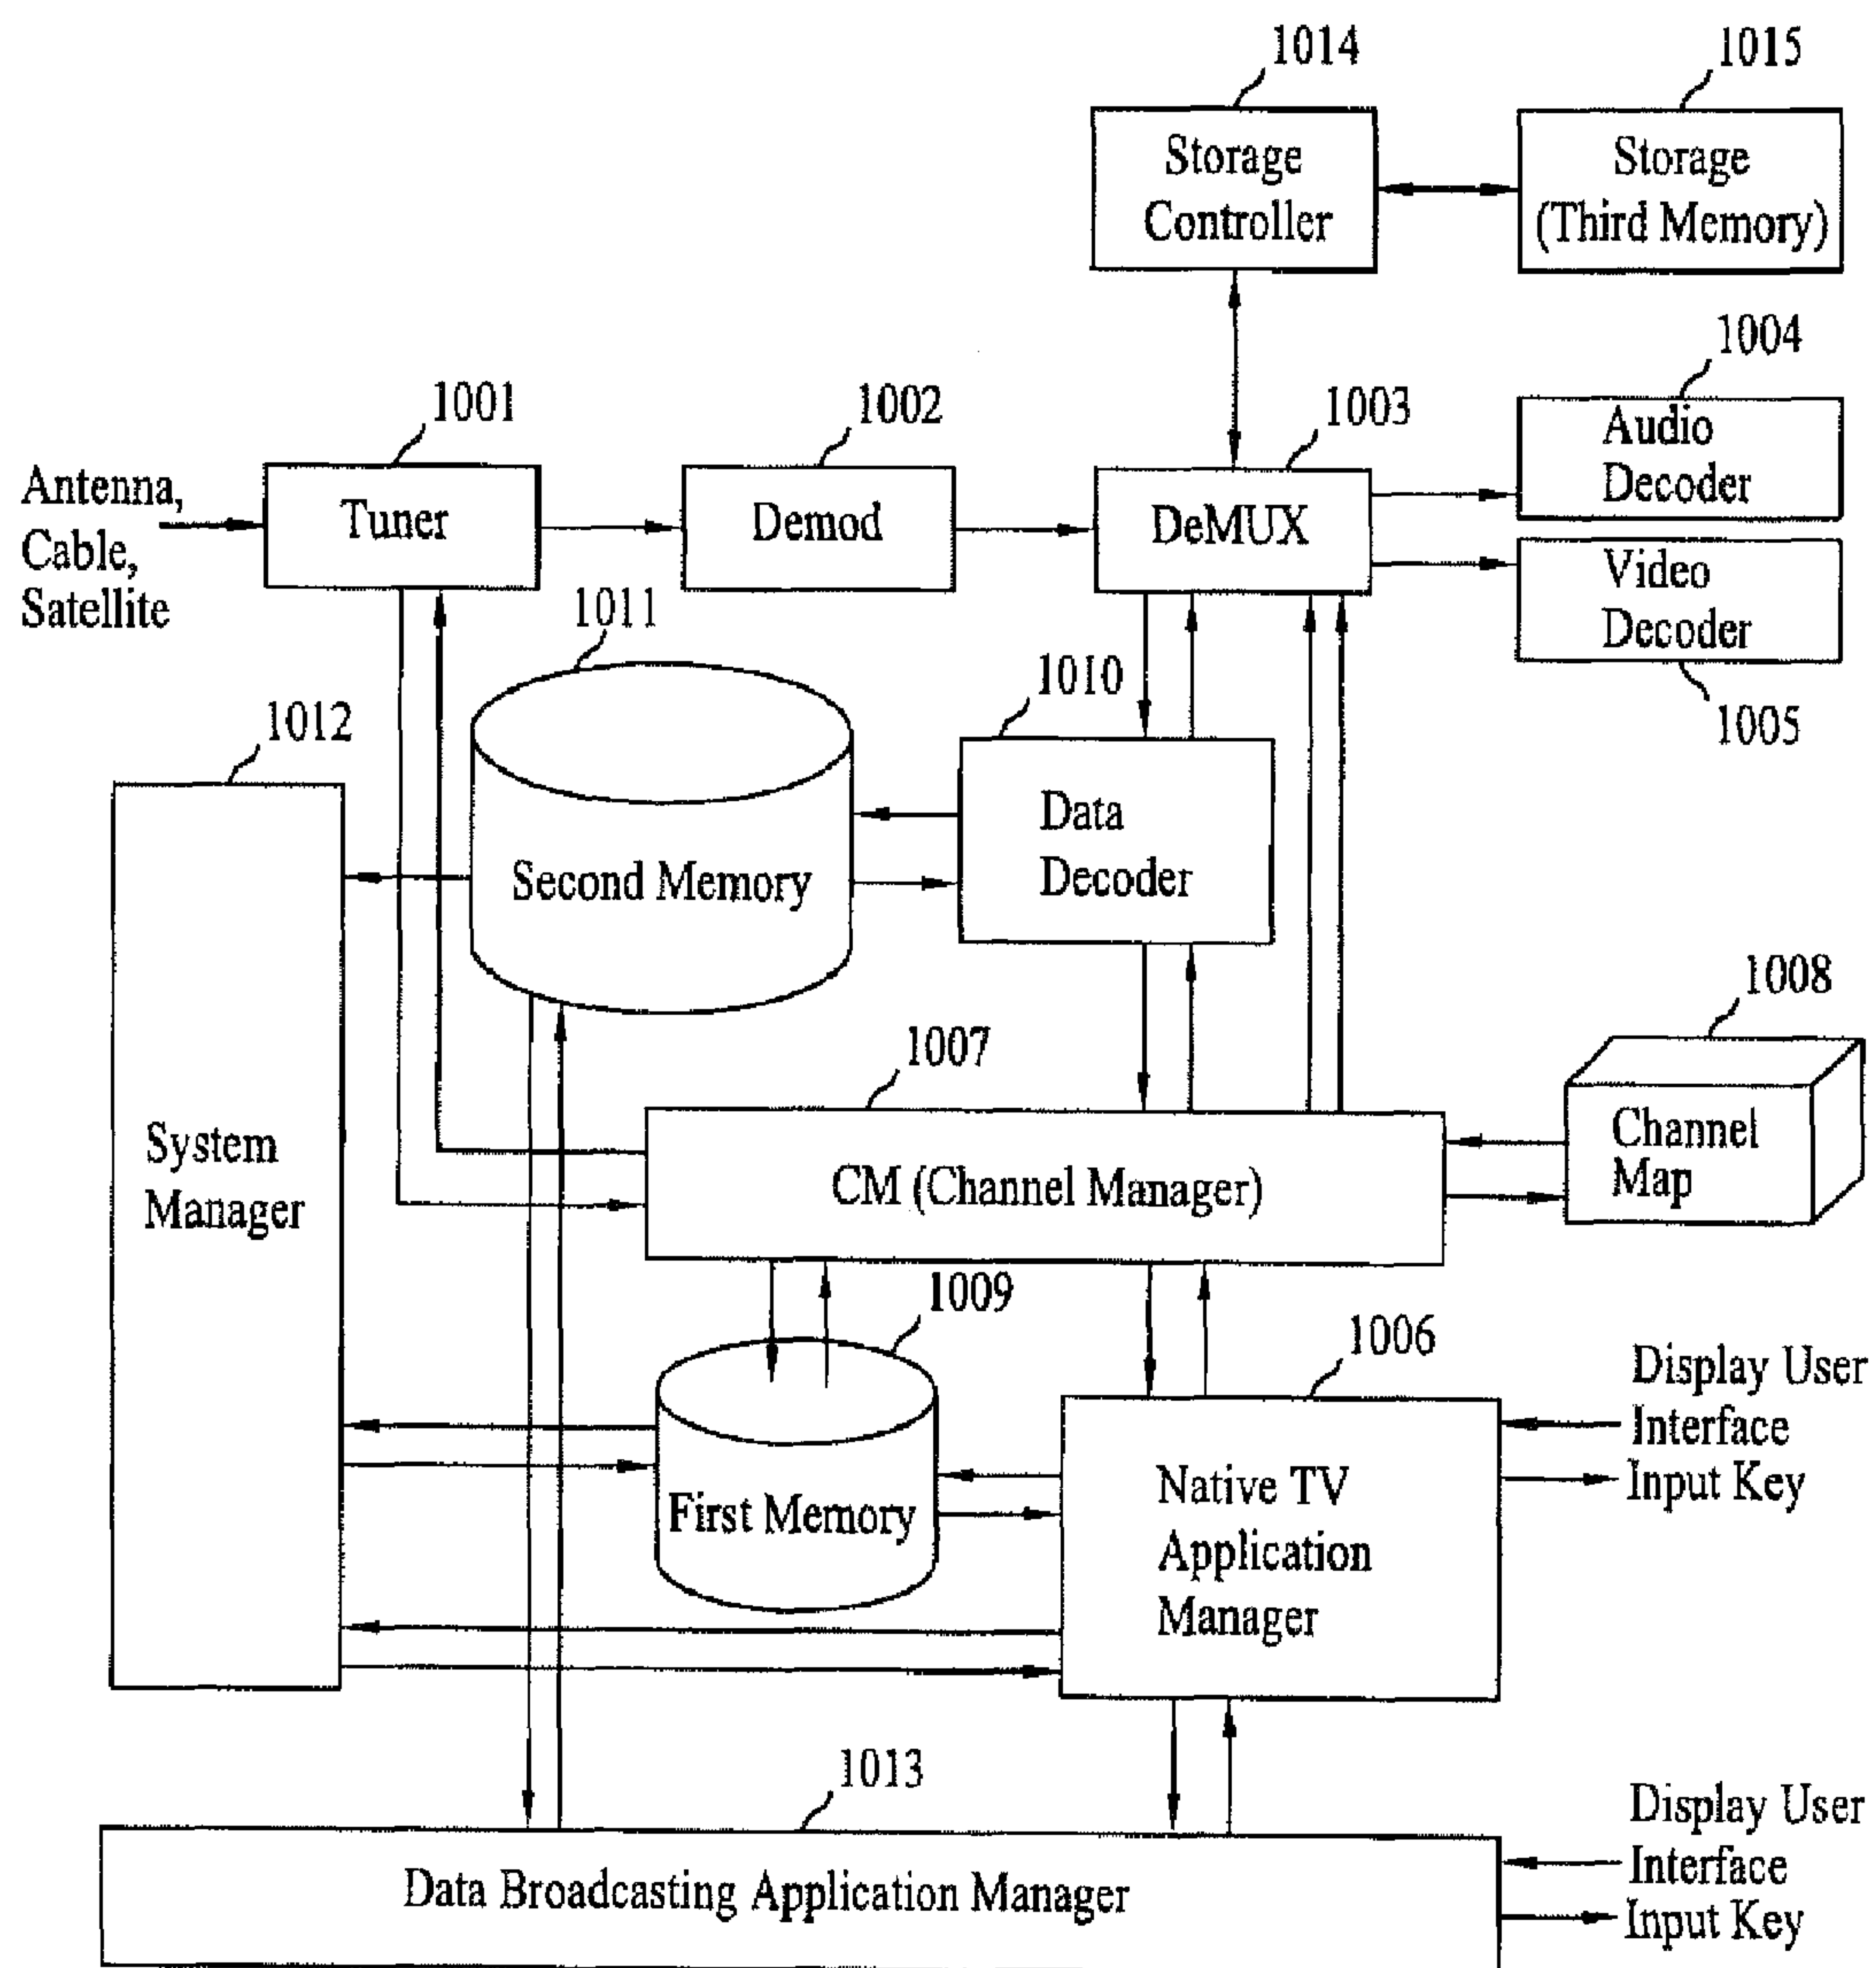 1014
1015
Storage
Controller
Storage
(Third Memory)
1004
1001
1002
1003
Audio
Decoder
Antenna,
Cable,
Satellite
Tuner
Demod
DeMUX
Video
Decoder
1005
1011
1010
1012
Second Memory
Data
Decoder
1008
1007
System
Manager
CM (Channel Manager)
Channel
Map
1009
1006
Display User
Interface
Input Key
First Memory
Native TV
Application
Manager
1013
Display User
Interface
Input Key
Data Broadcasting Application Manager